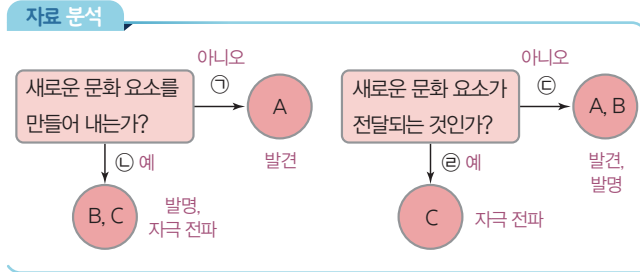 자료 분석
아니오
새로운 문화 요소를
만들어 내는가?
㉠
A
발견
㉡ 예
B, C
발명,
자극 전파
아니오
새로운 문화 요소가
전달되는 것인가?
㉢
A, B
발견,
발명
㉣ 예
C
자극 전파